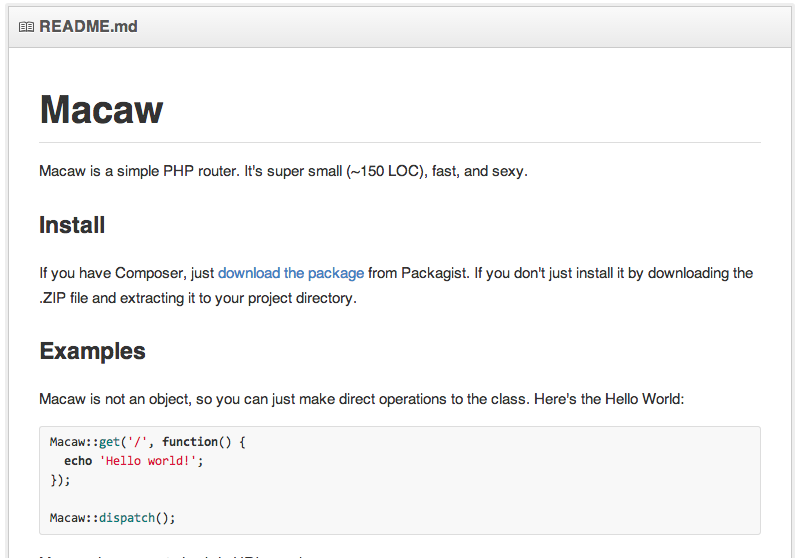 README.md
Macaw
Macaw is a simple PHP router. It's super small (~150 LOC), fast, and sexy.
Install
If you have Composer, just download the package from Packagist. If you don't just install it by downloading the
.ZIP file and extracting it to your project directory.
Examples
Macaw is not an object, so you can just make direct operations to the class. Here's the Hello World:
Macaw::get('/', function() {
  echo 'Hello world!';
});
Macaw::dispatch();